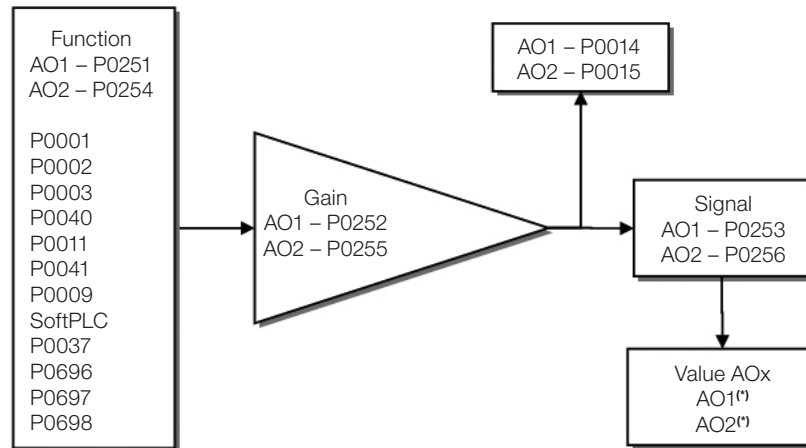 Function
AO1 – P0251
AO2 – P0254
P0001
P0002
P0003
P0040
P0011
P0041
P0009
SoftPLC
P0037
P0696
P0697
P0698
Gain
AO1 – P0252
AO2 – P0255
AO1 – P0014
AO2 – P0015
Signal
AO1 – P0253
AO2 – P0256
Value AOx
AO1(*)
AO2(*)